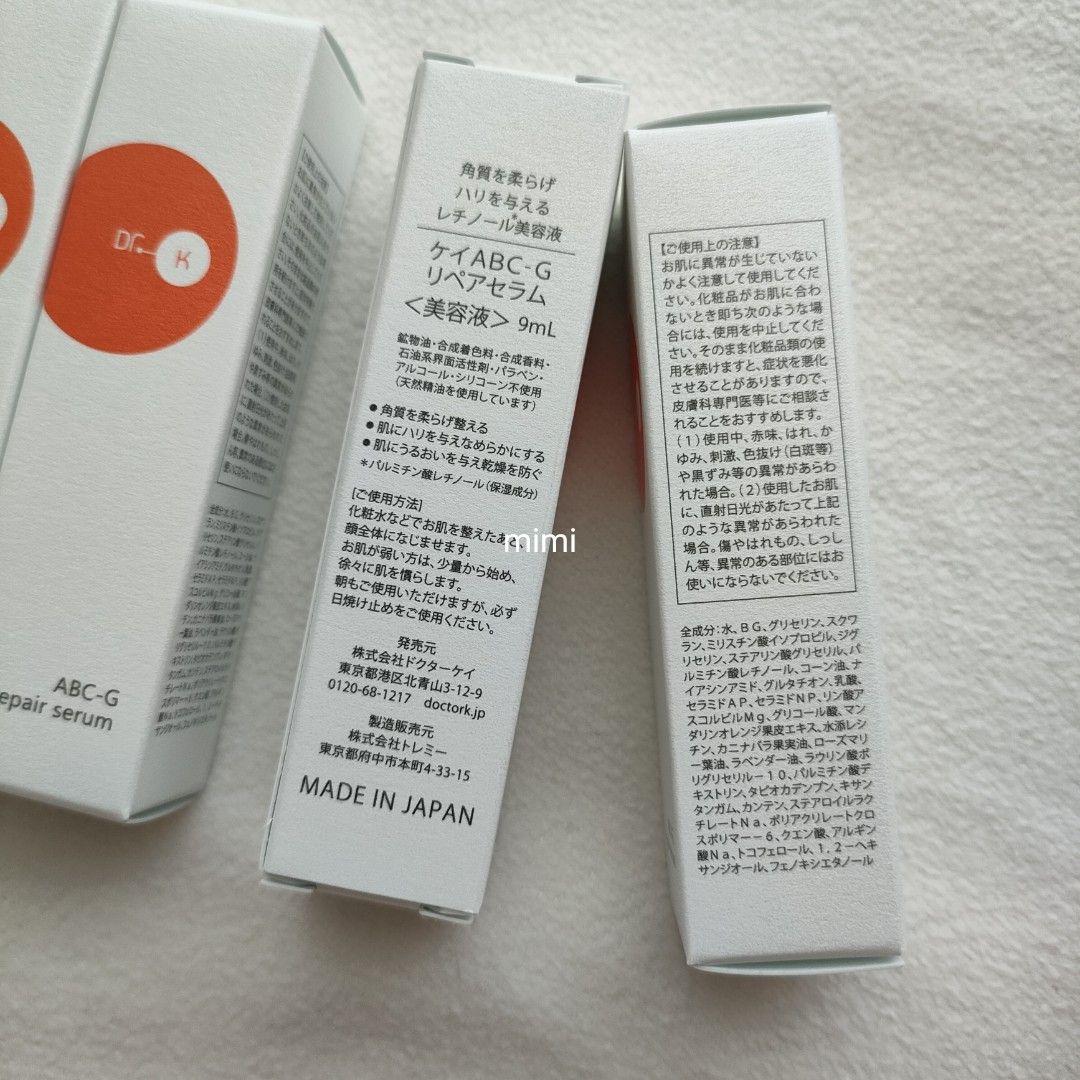 Dr.
K
ABC-G
epair serum
角質を柔らげ
ハリを与える
レチノール*美容液
ケイABC-G
リペアセラム
＜美容液＞ 9mL
鉱物油・合成着色料・合成香料・
石油系界面活性剤・パラベン・
アルコール・シリコーン不使用
（天然精油を使用しています）
● 角質を柔らげ整える
● 肌にハリを与えなめらかにする
● 肌にうるおいを与え乾燥を防ぐ
*パルミチン酸レチノール（保湿成分）
[ご使用方法]
化粧水などでお肌を整えたあ
顔全体になじませます。
お肌が弱い方は、少量から始め、
徐々に肌を慣らします。
朝もご使用いただけますが、必ず
日焼け止めをご使用ください。
発売元
株式会社ドクターケイ
東京都港区北青山3-12-9
0120-68-1217 doctork.jp
製造販売元
株式会社トレミー
東京都府中市本町4-33-15
MADE IN JAPAN
mimi
【ご使用上の注意】
お肌に異常が生じていない
かよく注意して使用してくだ
さい。化粧品がお肌に合わ
ないとき即ち次のような場
合には、使用を中止してくだ
さい。そのまま化粧品類の使
用を続けますと、症状を悪化
させることがありますので、
皮膚科専門医等にご相談さ
れることをおすすめします。
（1）使用中、赤味、はれ、か
ゆみ、刺激、色抜け（白斑等）
や黒ずみ等の異常があらわ
れた場合。（2）使用したお肌
に、直射日光があたって上記
のような異常があらわれた
場合。傷やはれもの、しっし
ん等、異常のある部位にはお
使いにならないでください。
全成分：水、BG、グリセリン、スクワ
ラン、ミリスチン酸イソプロピル、ジグ
リセリン、ステアリン酸グリセリル、パ
ルミチン酸レチノール、コーン油、ナ
イアシンアミド、グルタチオン、乳酸、
セラミドAP、セラミドNP、リン酸ア
スコルビルMg、グリコール酸、マン
ダリンオレンジ果皮エキス、水添レシ
チン、カニナバラ果実油、ローズマリ
ー葉油、ラベンダー油、ラウリン酸ポ
リグリセリル－10、パルミチン酸デ
キストリン、タピオカデンプン、キサン
タンガム、カンテン、ステアロイルラク
チレートNa、ポリアクリレートクロ
スポリマー－6、クエン酸、アルギン
酸Na、トコフェロール、1，2－ヘキ
サンジオール、フェノキシエタノール